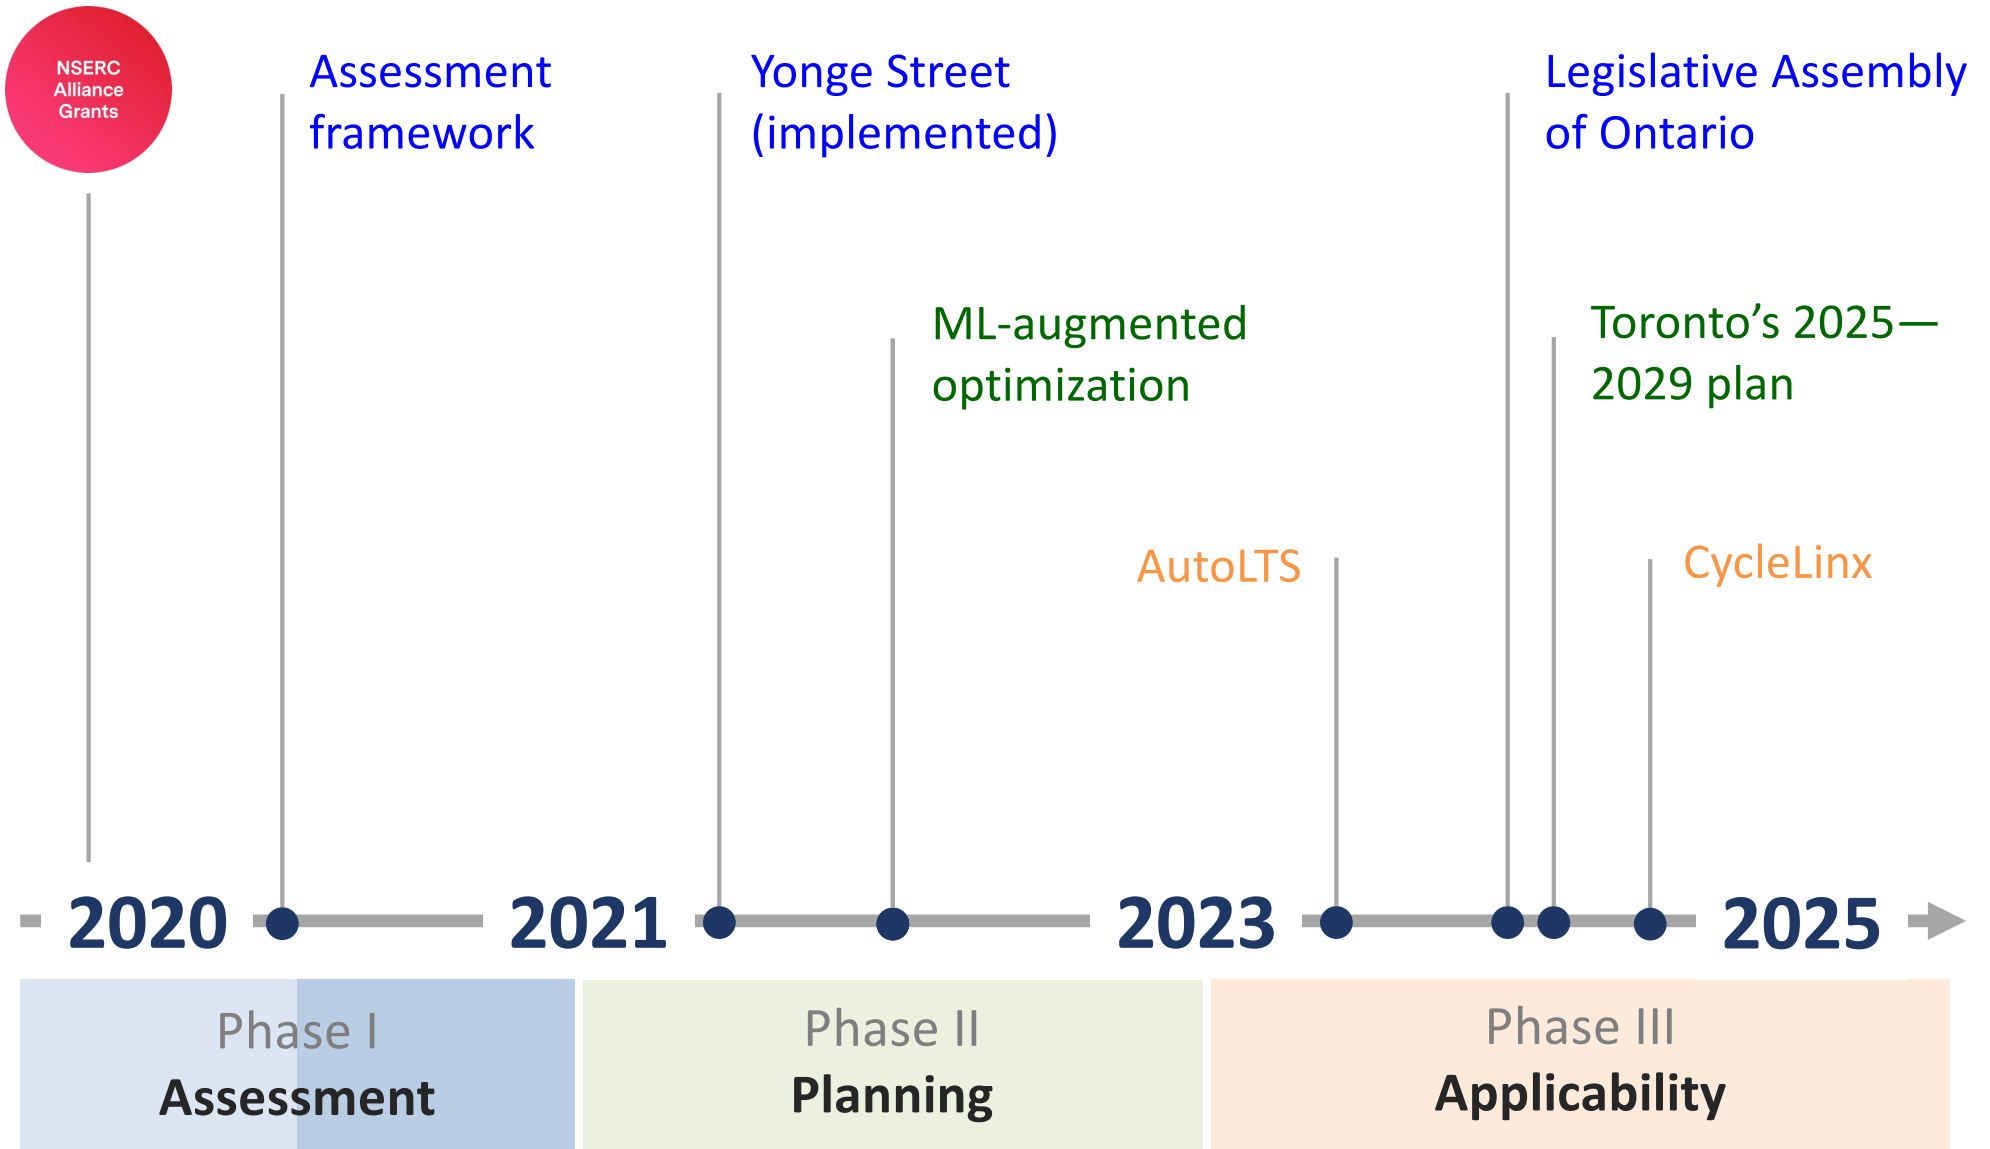 NSERC
Alliance
Grants
Assessment
framework
Yonge Street
(implemented)
Legislative Assembly
of Ontario
ML-augmented
optimization
Toronto’s 2025—
2029 plan
AutoLTS
CycleLinx
2020
2021
2023
2025
Phase I
Assessment
Phase II
Planning
Phase III
Applicability